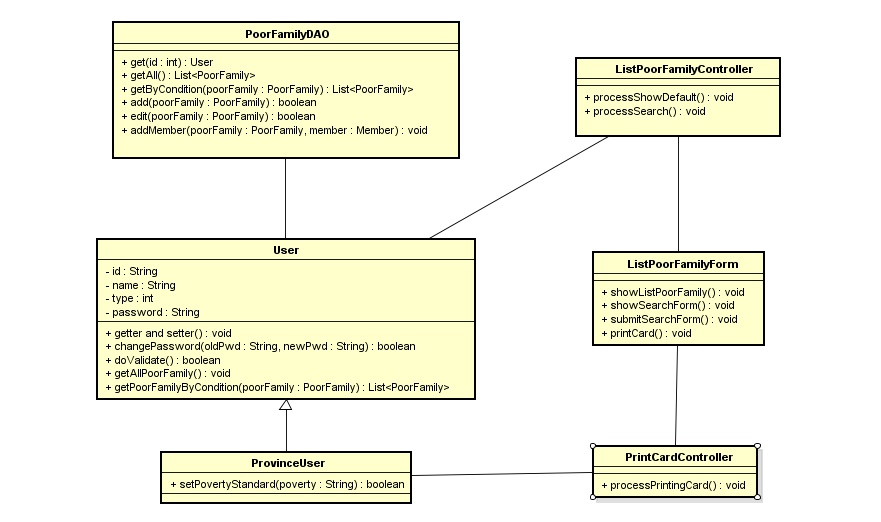 PoorFamilyDAO
+ get(id : int) : User
+ getAll() : List<PoorFamily>
+ getByCondition(poorFamily : PoorFamily) : List<PoorFamily>
+ add(poorFamily : PoorFamily) : boolean
+ edit(poorFamily : PoorFamily) : boolean
+ addMember(poorFamily : PoorFamily, member : Member) : void
ListPoorFamilyController
+ processShowDefault() : void
+ processSearch() : void
User
- id : String
- name : String
- type : int
- password : String
+ getter and setter() : void
+ changePassword(oldPwd : String, newPwd : String) : boolean
+ doValidate() : boolean
+ getAllPoorFamily() : void
+ getPoorFamilyByCondition(poorFamily : PoorFamily) : List<PoorFamily>
ListPoorFamilyForm
+ showListPoorFamily() : void
+ showSearchForm() : void
+ submitSearchForm() : void
+ printCard() : void
ProvinceUser
+ setPovertyStandard(poverty : String) : boolean
PrintCardController
+ processPrintingCard() : void